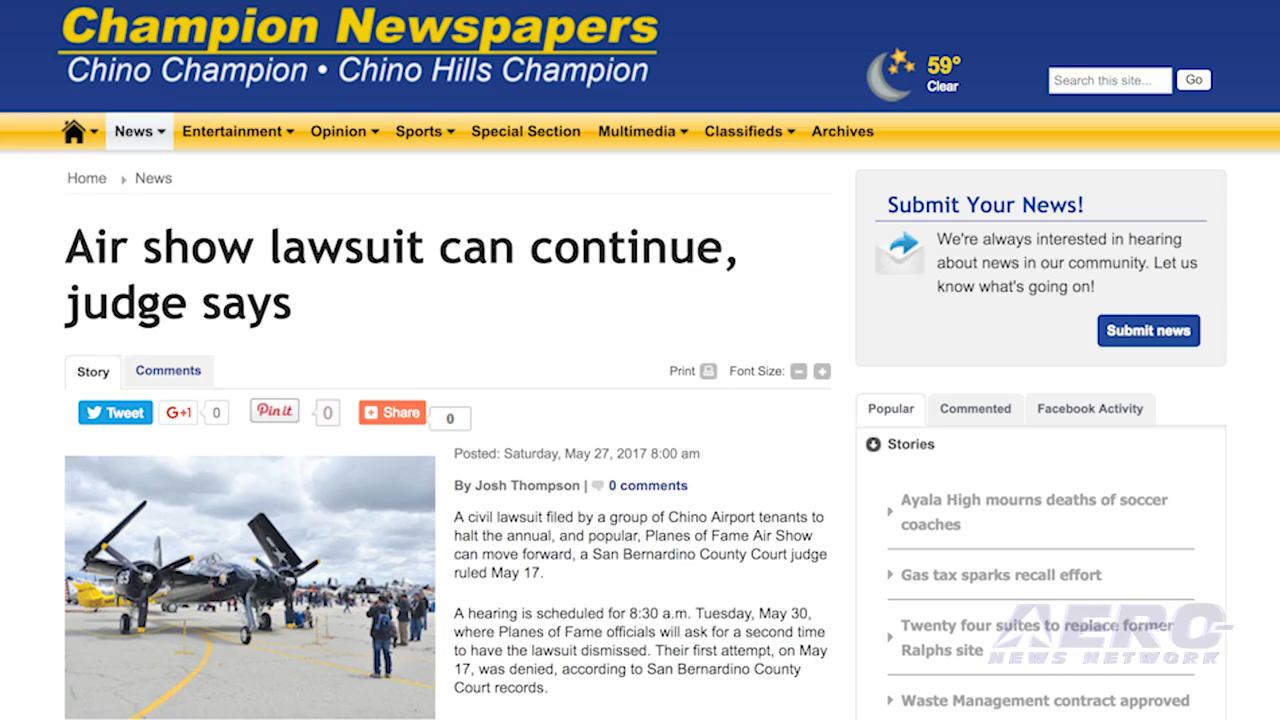 Champion Newspapers
Chino Champion • Chino Hills Champion
59°
Clear
Search this site...
Go
News
Entertainment
Opinion
Sports
Special Section
Multimedia
Classifieds
Archives
Home
News
Air show lawsuit can continue,
judge says
Story
Comments
Print
Font Size:
Tweet
G+1
0
Pin it
0
Share
0
Posted: Saturday, May 27, 2017 8:00 am
By Josh Thompson | 0 comments
A civil lawsuit filed by a group of Chino Airport tenants to
halt the annual, and popular, Planes of Fame Air Show
can move forward, a San Bernardino County Court judge
ruled May 17.
A hearing is scheduled for 8:30 a.m. Tuesday, May 30,
where Planes of Fame officials will ask for a second time
to have the lawsuit dismissed. Their first attempt, on May
17, was denied, according to San Bernardino County
Court records.
Submit Your News!
We're always interested in hearing
about news in our community. Let us
know what's going on!
Submit news
Popular
Commented
Facebook Activity
Stories
Ayala High mourns deaths of soccer
coaches
Gas tax sparks recall effort
Twenty four suites to replace former
Ralphs site
Waste Management contract approved
AERO
NEWS NETWORK